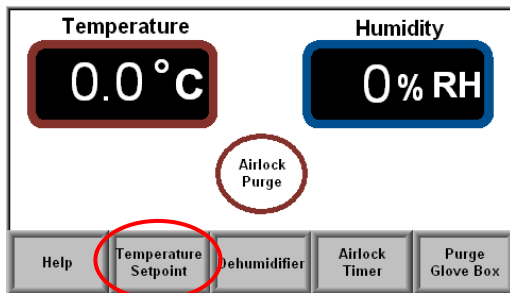 Temperature
Humidity
0.0°C
0% RH
Airlock
Purge
Help
Temperature
Setpoint
Dehumidifier
Airlock
Timer
Purge
Glove Box